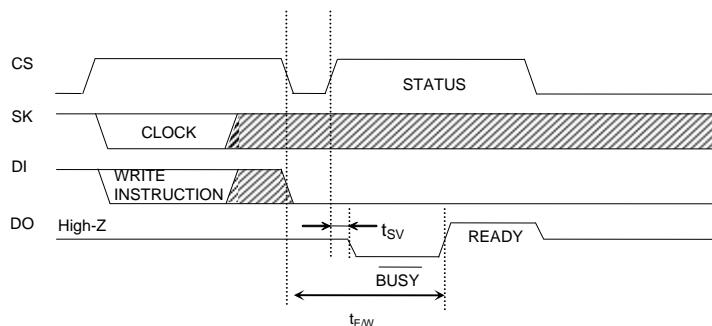 CS
STATUS
SK
CLOCK
DI
WRITE
INSTRUCTION
DO
High-Z
tSV
READY
BUSY
tE/W